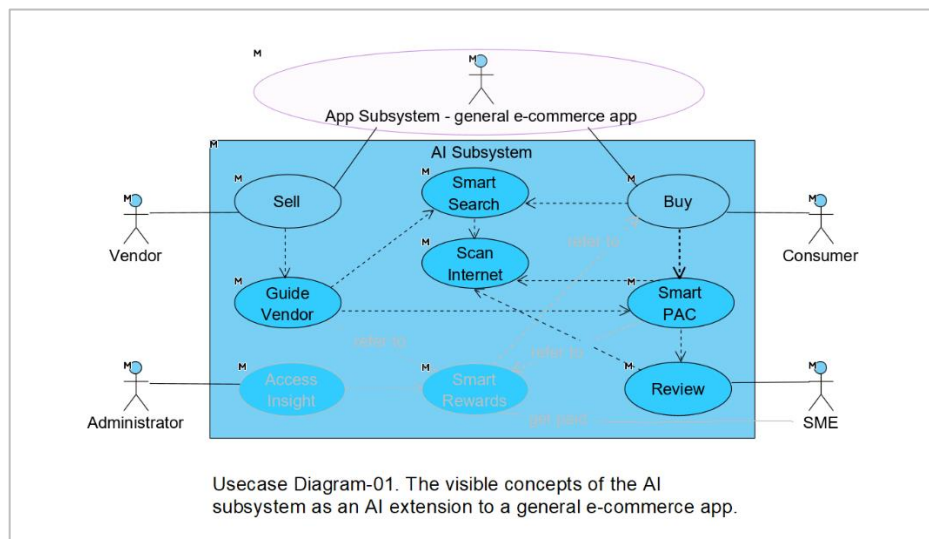 M
M
App Subsystem - general e-commerce app
M
AI Subsystem
M
Sell
M
Smart
Search
M
Buy
M
Vendor
M
Consumer
refer to
M
Scan
Internet
M
Guide
Vendor
M
Smart
PAC
refer to
refer to
M
Administrator
M
Access
Insight
M
Smart
Rewards
M
Review
M
SME
get paid
Usecase Diagram-01. The visible concepts of the AI
subsystem as an AI extension to a general e-commerce app.